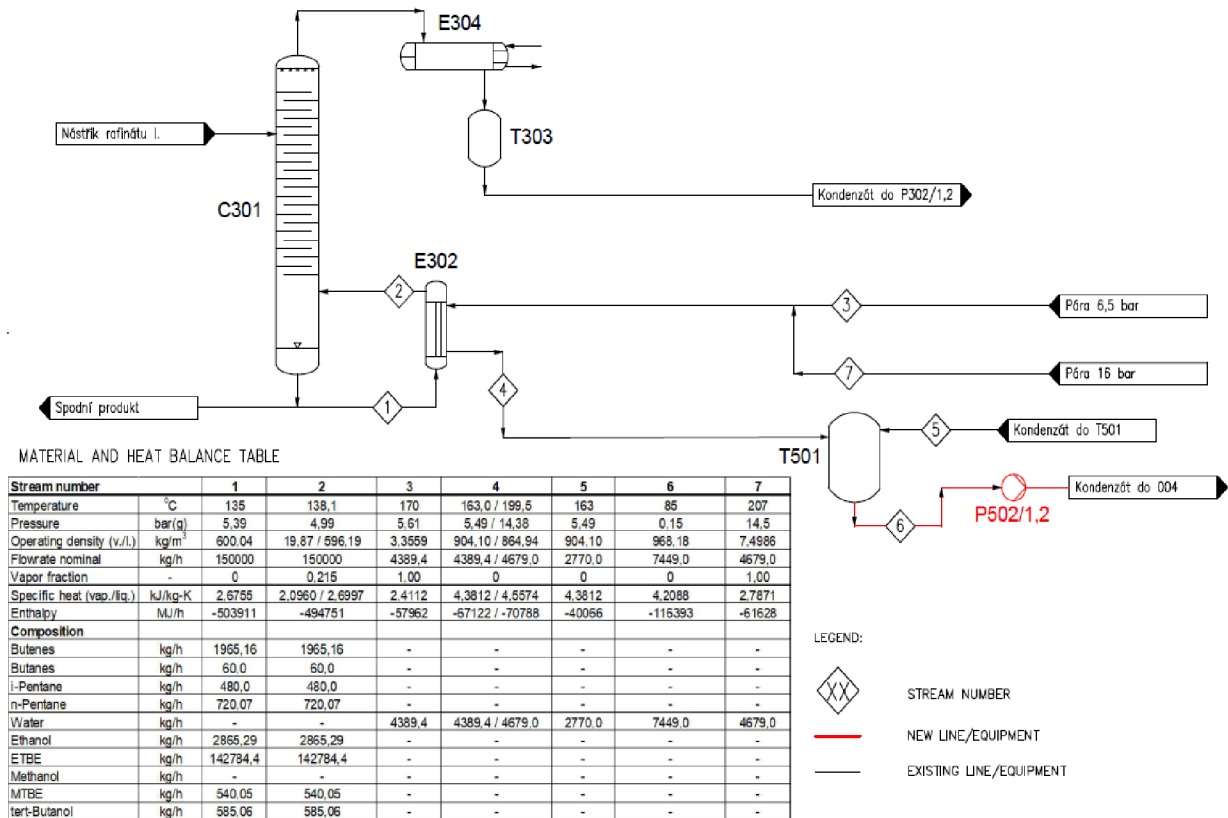 E304
Nástřik rafinátu I.
T303
C301
Kondenzát do P302/1,2
E302
2
3
Pára 6,5 bar
7
Pára 16 bar
4
Spodní produkt
1
5
Kondenzát do T501
T501
MATERIAL AND HEAT BALANCE TABLE
Kondenzát do 004
P502/1,2
6
Stream number 1 2 3 4 5 6 7
Temperature °C 135 138,1 170 163,0 / 199,5 163 85 207
Pressure bar(g) 5,39 4,99 5,61 5,49 / 14,38 5,49 0,15 14,5
Operating density (v./l.) kg/m³ 600,04 19,87 / 596,19 3,3559 904,10 / 864,94 904,10 968,18 7,4986
Flowrate nominal kg/h 150000 150000 4389,4 4389,4 / 4679,0 2770,0 7449,0 4679,0
Vapor fraction - 0 0,215 1,00 0 0 0 1,00
Specific heat (vap./liq.) kJ/kg-K 2,6755 2,0960 / 2,6997 2,4112 4,3812 / 4,5574 4,3812 4,2088 2,7871
Enthalpy MJ/h -503911 -494751 -57962 -67122 / -70788 -40066 -116393 -61628
Composition
Butenes kg/h 1965,16 1965,16 - - - - -
Butanes kg/h 60,0 60,0 - - - - -
i-Pentane kg/h 480,0 480,0 - - - - -
n-Pentane kg/h 720,07 720,07 - - - - -
Water kg/h - - 4389,4 4389,4 / 4679,0 2770,0 7449,0 4679,0
Ethanol kg/h 2865,29 2865,29 - - - - -
ETBE kg/h 142784,4 142784,4 - - - - -
Methanol kg/h - - - - - - -
MTBE kg/h 540,05 540,05 - - - - -
tert-Butanol kg/h 585,06 585,06 - - - - -
LEGEND:
XX STREAM NUMBER
NEW LINE/EQUIPMENT
EXISTING LINE/EQUIPMENT